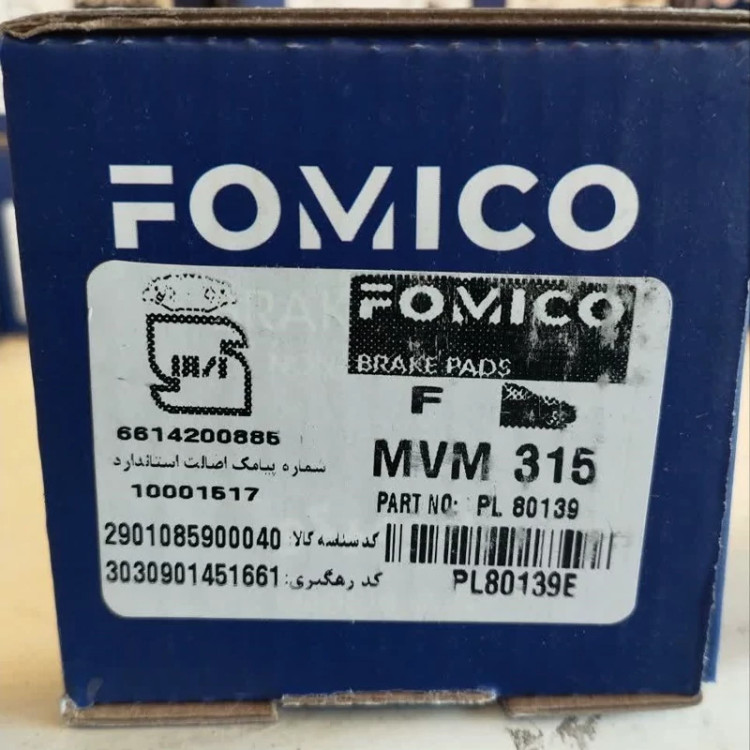 FOMICO
FOMICO
BRAKE PADS
F
6614200885
شماره پیامک اصالت استاندارد
10001517
MVM 315
PART NO: PL 80139
کد شناسه کالا: 2901085900040
کد رهگیری: 3030901451661
PL80139E